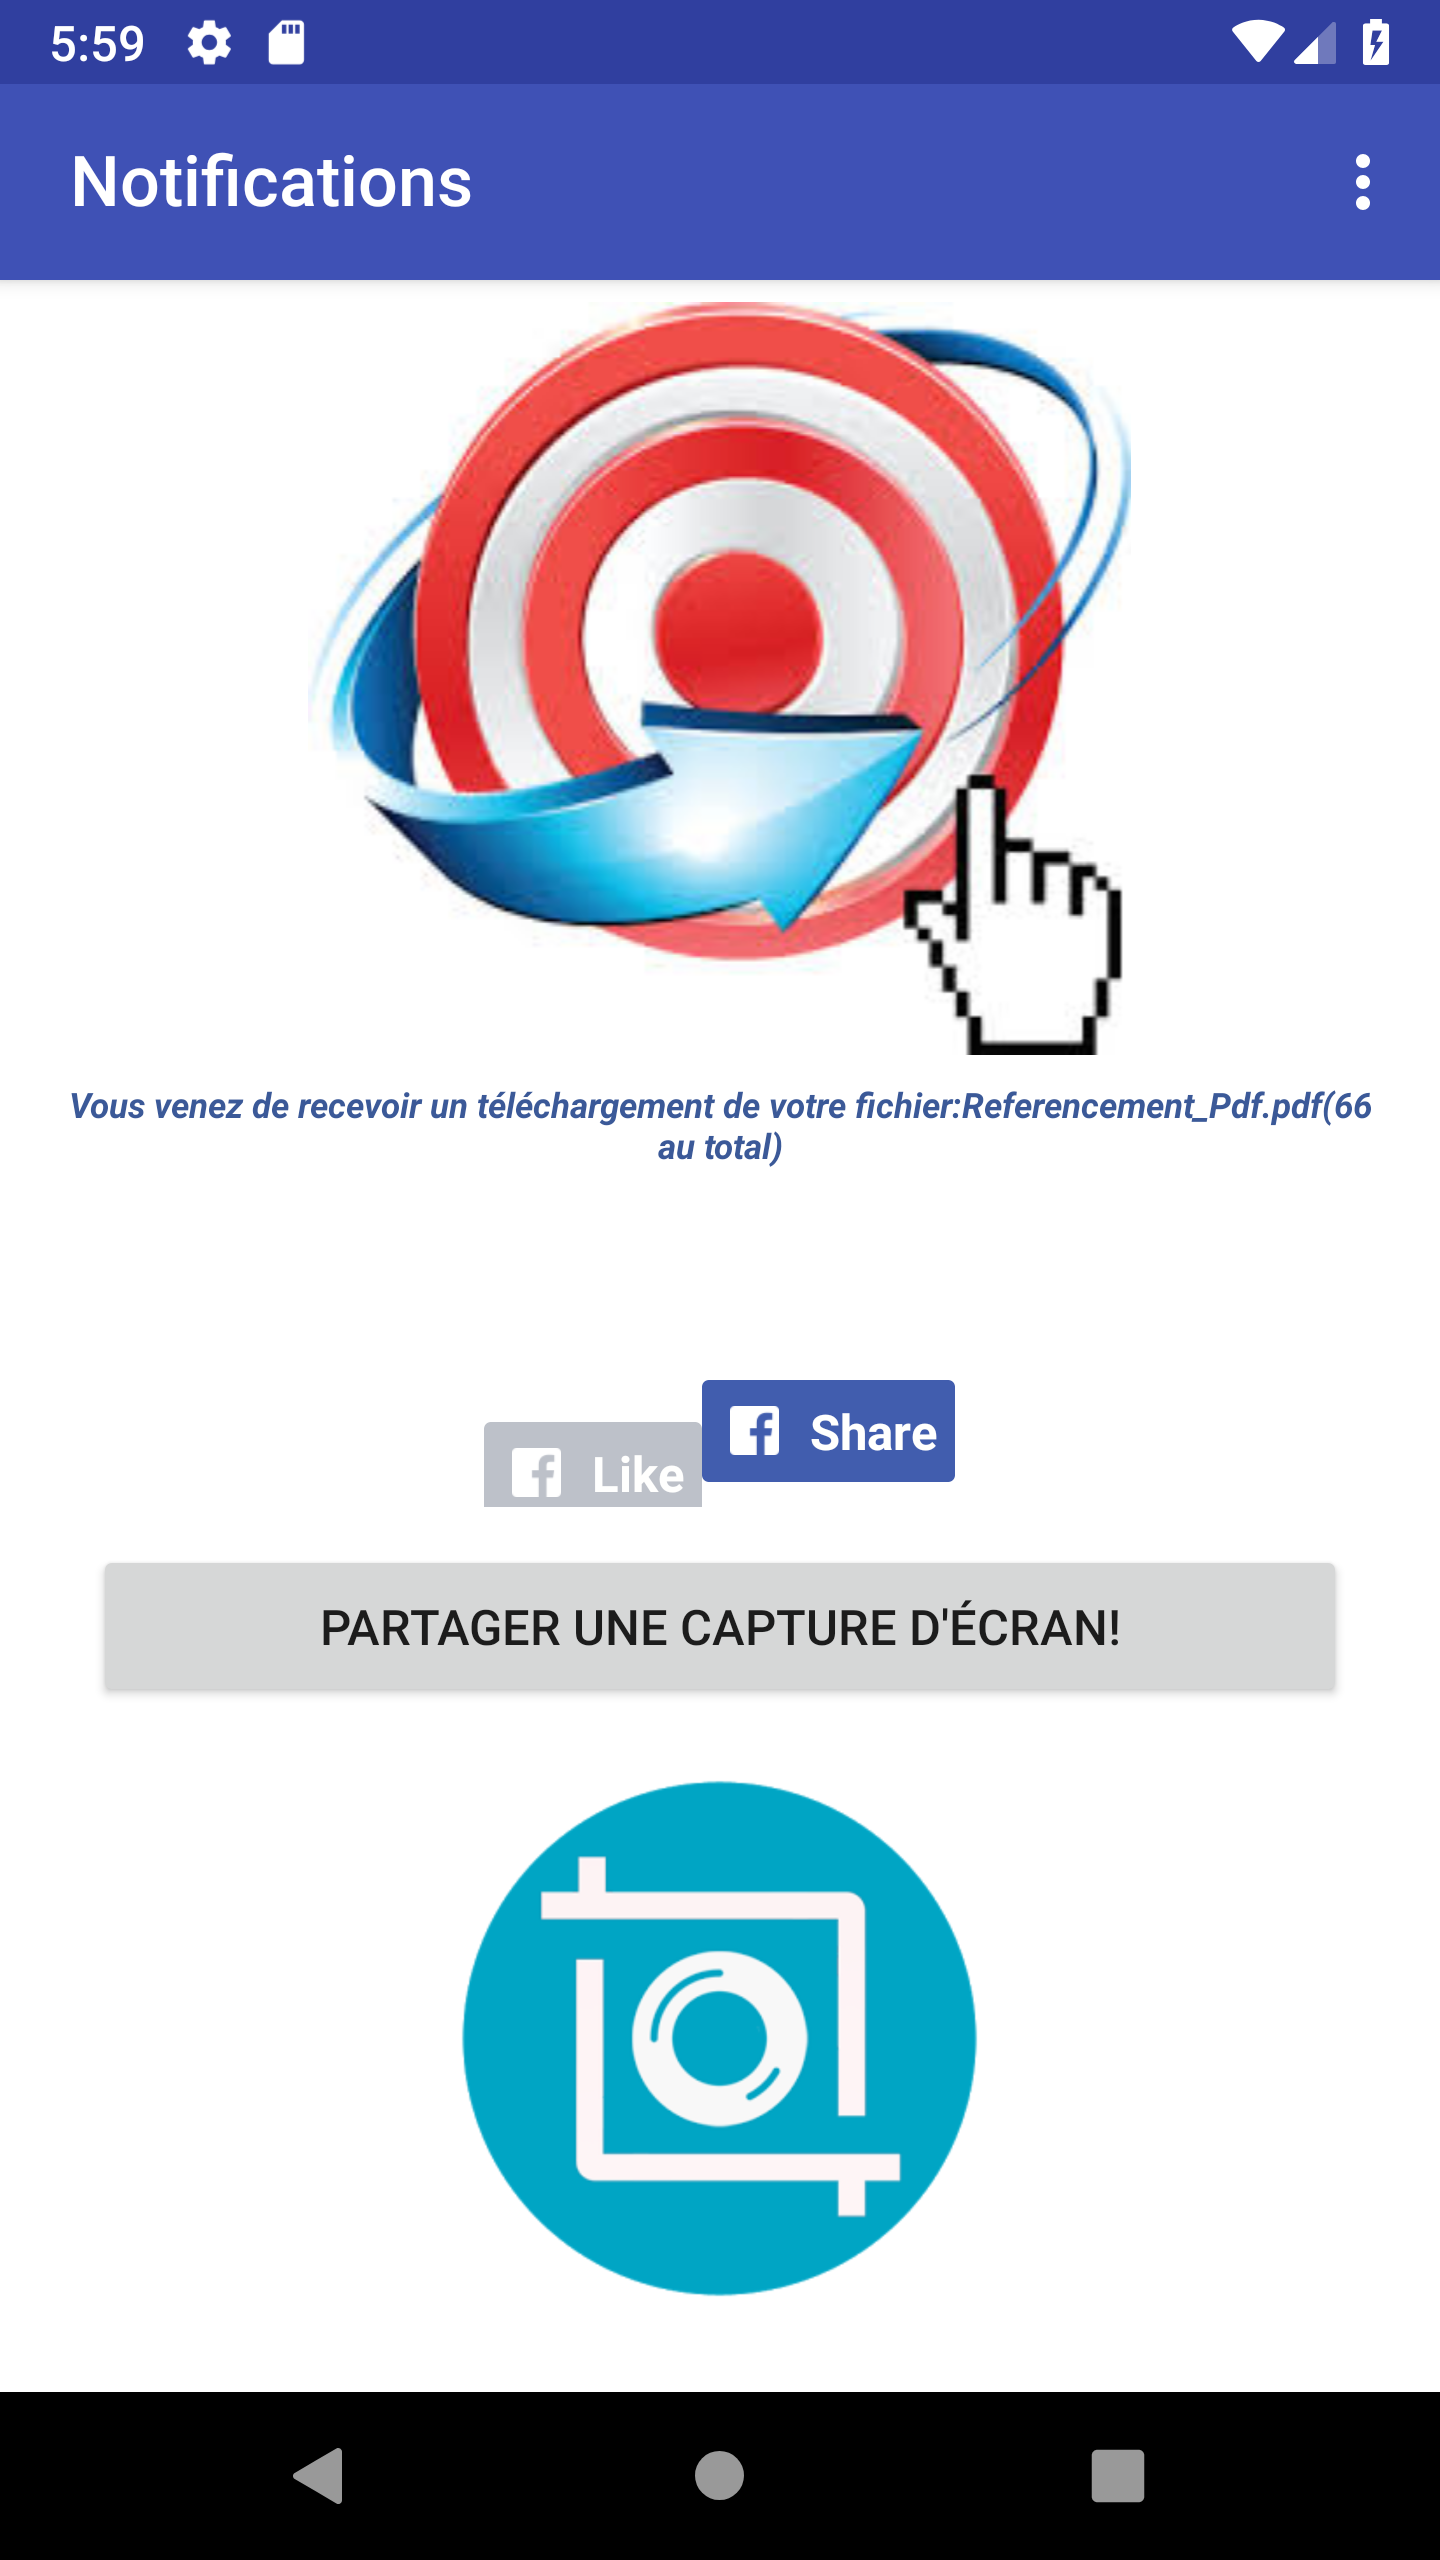 5:59
Notifications
Vous venez de recevoir un téléchargement de votre fichier:Referencement_Pdf.pdf(66
au total)
Share
Like
PARTAGER UNE CAPTURE D'ÉCRAN!